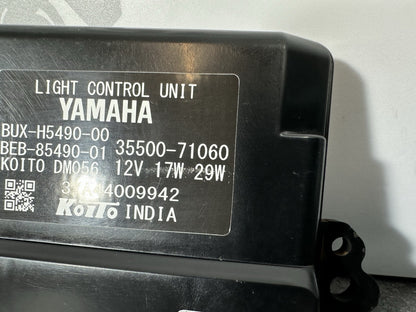 LIGHT CONTROL UNIT
YAMAHA
BUX-H5490-00
BEB-85490-01 35500-71060
KOITO DM056 12V 17W 29W
4009942
KOITO INDIA